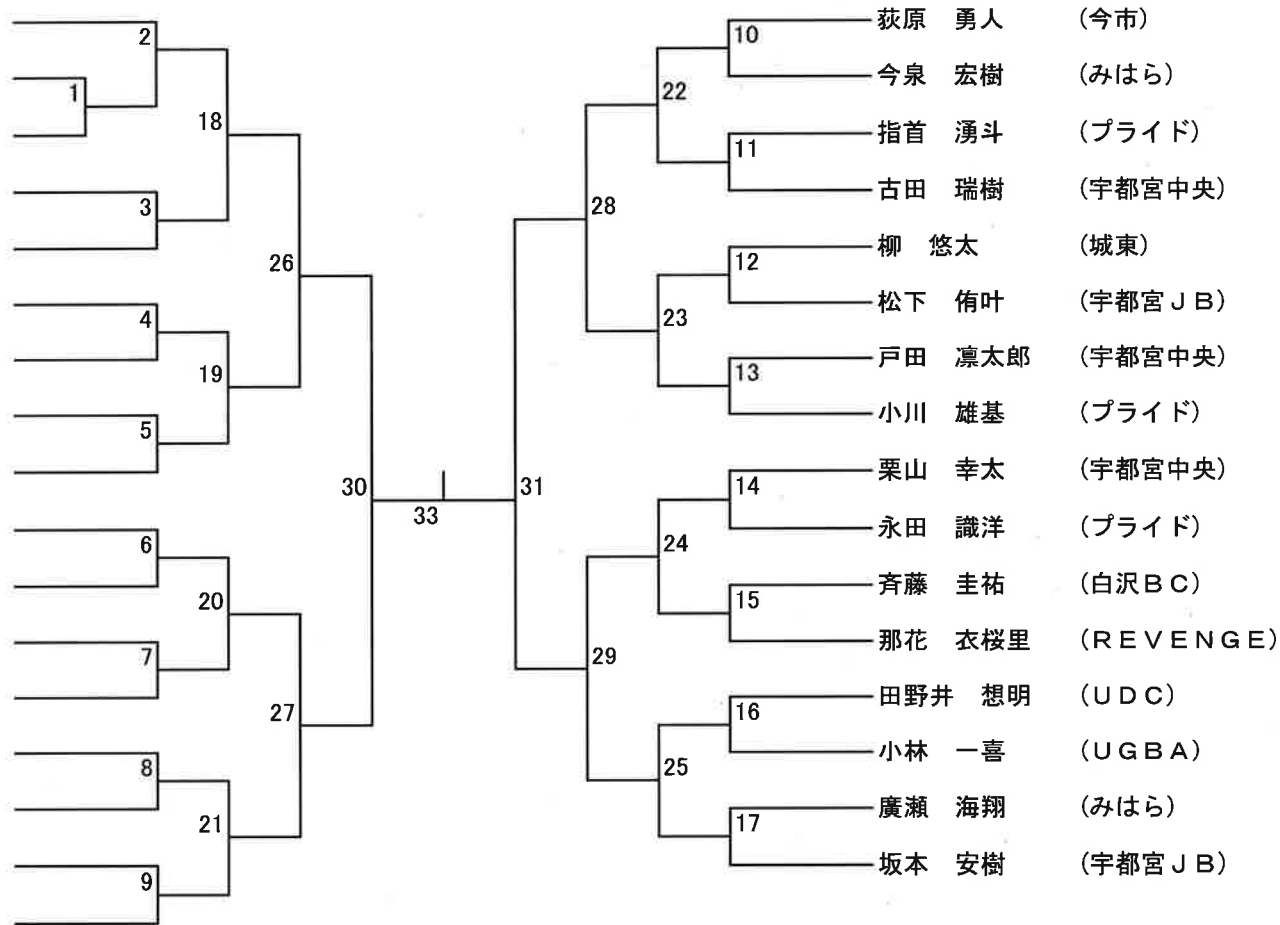 荻原　勇人　(今市)
2
10
今泉　宏樹　(みはら)
1
22
18
指首　湧斗　(プライド)
11
古田　瑞樹　(宇都宮中央)
3
28
柳　悠太　(城東)
26
12
松下　侑叶　(宇都宮ＪＢ)
4
23
戸田　凛太郎　(宇都宮中央)
19
13
小川　雄基　(プライド)
5
栗山　幸太　(宇都宮中央)
30
31
14
33
永田　識洋　(プライド)
6
24
斉藤　圭祐　(白沢ＢＣ)
20
15
那花　衣桜里　(ＲＥＶＥＮＧＥ)
7
29
田野井　想明　(ＵＤＣ)
27
16
小林　一喜　(ＵＧＢＡ)
8
25
廣瀬　海翔　(みはら)
21
17
坂本　安樹　(宇都宮ＪＢ)
9